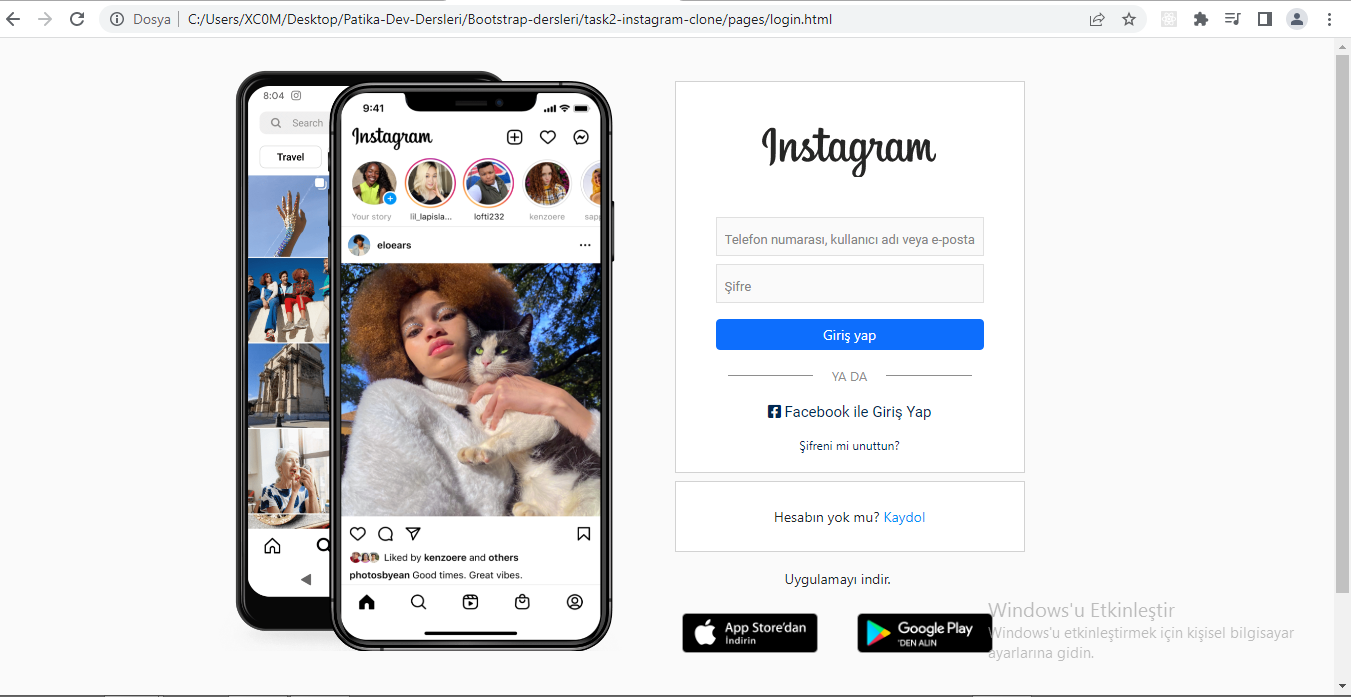 Dosya
C:/Users/XC0M/Desktop/Patika-Dev-Dersleri/Bootstrap-dersleri/task2-instagram-clone/pages/login.html
8:04
Search
Travel
9:41
Instagram
Your story
lil_lapisla...
lofti232
kenzoere
sapp
eloears
Liked by kenzoere and others
photosbyean Good times. Great vibes.
Instagram
Telefon numarası, kullanıcı adı veya e-posta
Şifre
Giriş yap
YA DA
Facebook ile Giriş Yap
Şifreni mi unuttun?
Hesabın yok mu? Kaydol
Uygulamayı indir.
App Store'dan
İndirin
Google Play
'DEN ALIN
Windows'u Etkinleştir
Windows'u etkinleştirmek için kişisel bilgisayar
ayarlarına gidin.